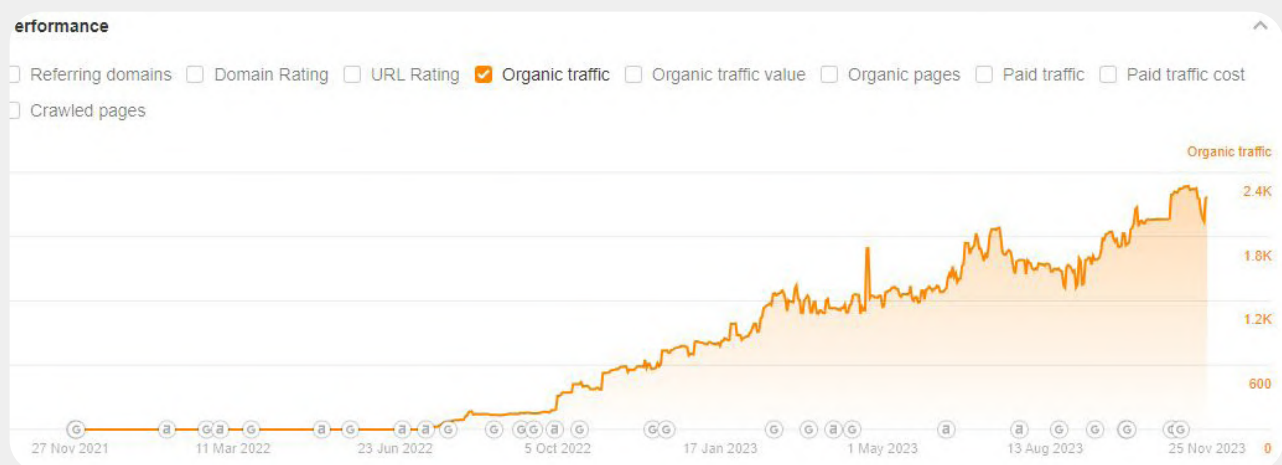 erformance
Referring domains Domain Rating URL Rating Organic traffic Organic traffic value Organic pages Paid traffic Paid traffic cost
Crawled pages
Organic traffic
2.4K
1.8K
1.2K
600
G a G a G a G a a G G G G a G G G G G a G a a G G G G G
27 Nov 2021 11 Mar 2022 23 Jun 2022 5 Oct 2022 17 Jan 2023 1 May 2023 13 Aug 2023 25 Nov 2023 0